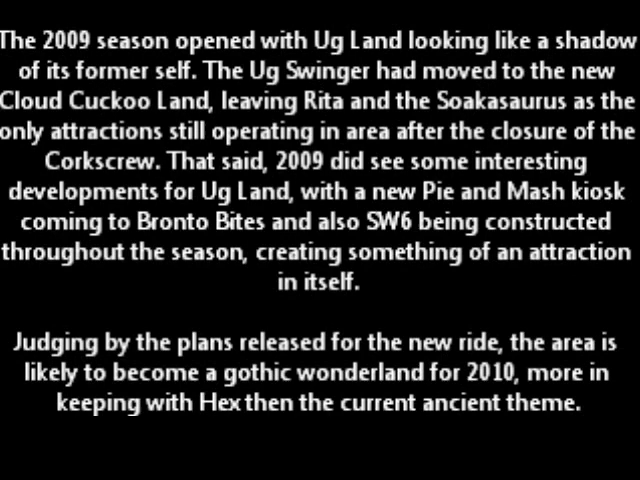 The 2009 season opened with Ug Land looking like a shadow
of its former self. The Ug Swinger had moved to the new
Cloud Cuckoo Land, leaving Rita and the Soakasaurus as the
only attractions still operating in area after the closure of the
Corkscrew. That said, 2009 did see some interesting
developments for Ug Land, with a new Pie and Mash kiosk
coming to Bronto Bites and also SW6 being constructed
throughout the season, creating something of an attraction
in itself.
Judging by the plans released for the new ride, the area is
likely to become a gothic wonderland for 2010, more in
keeping with Hex then the current ancient theme.